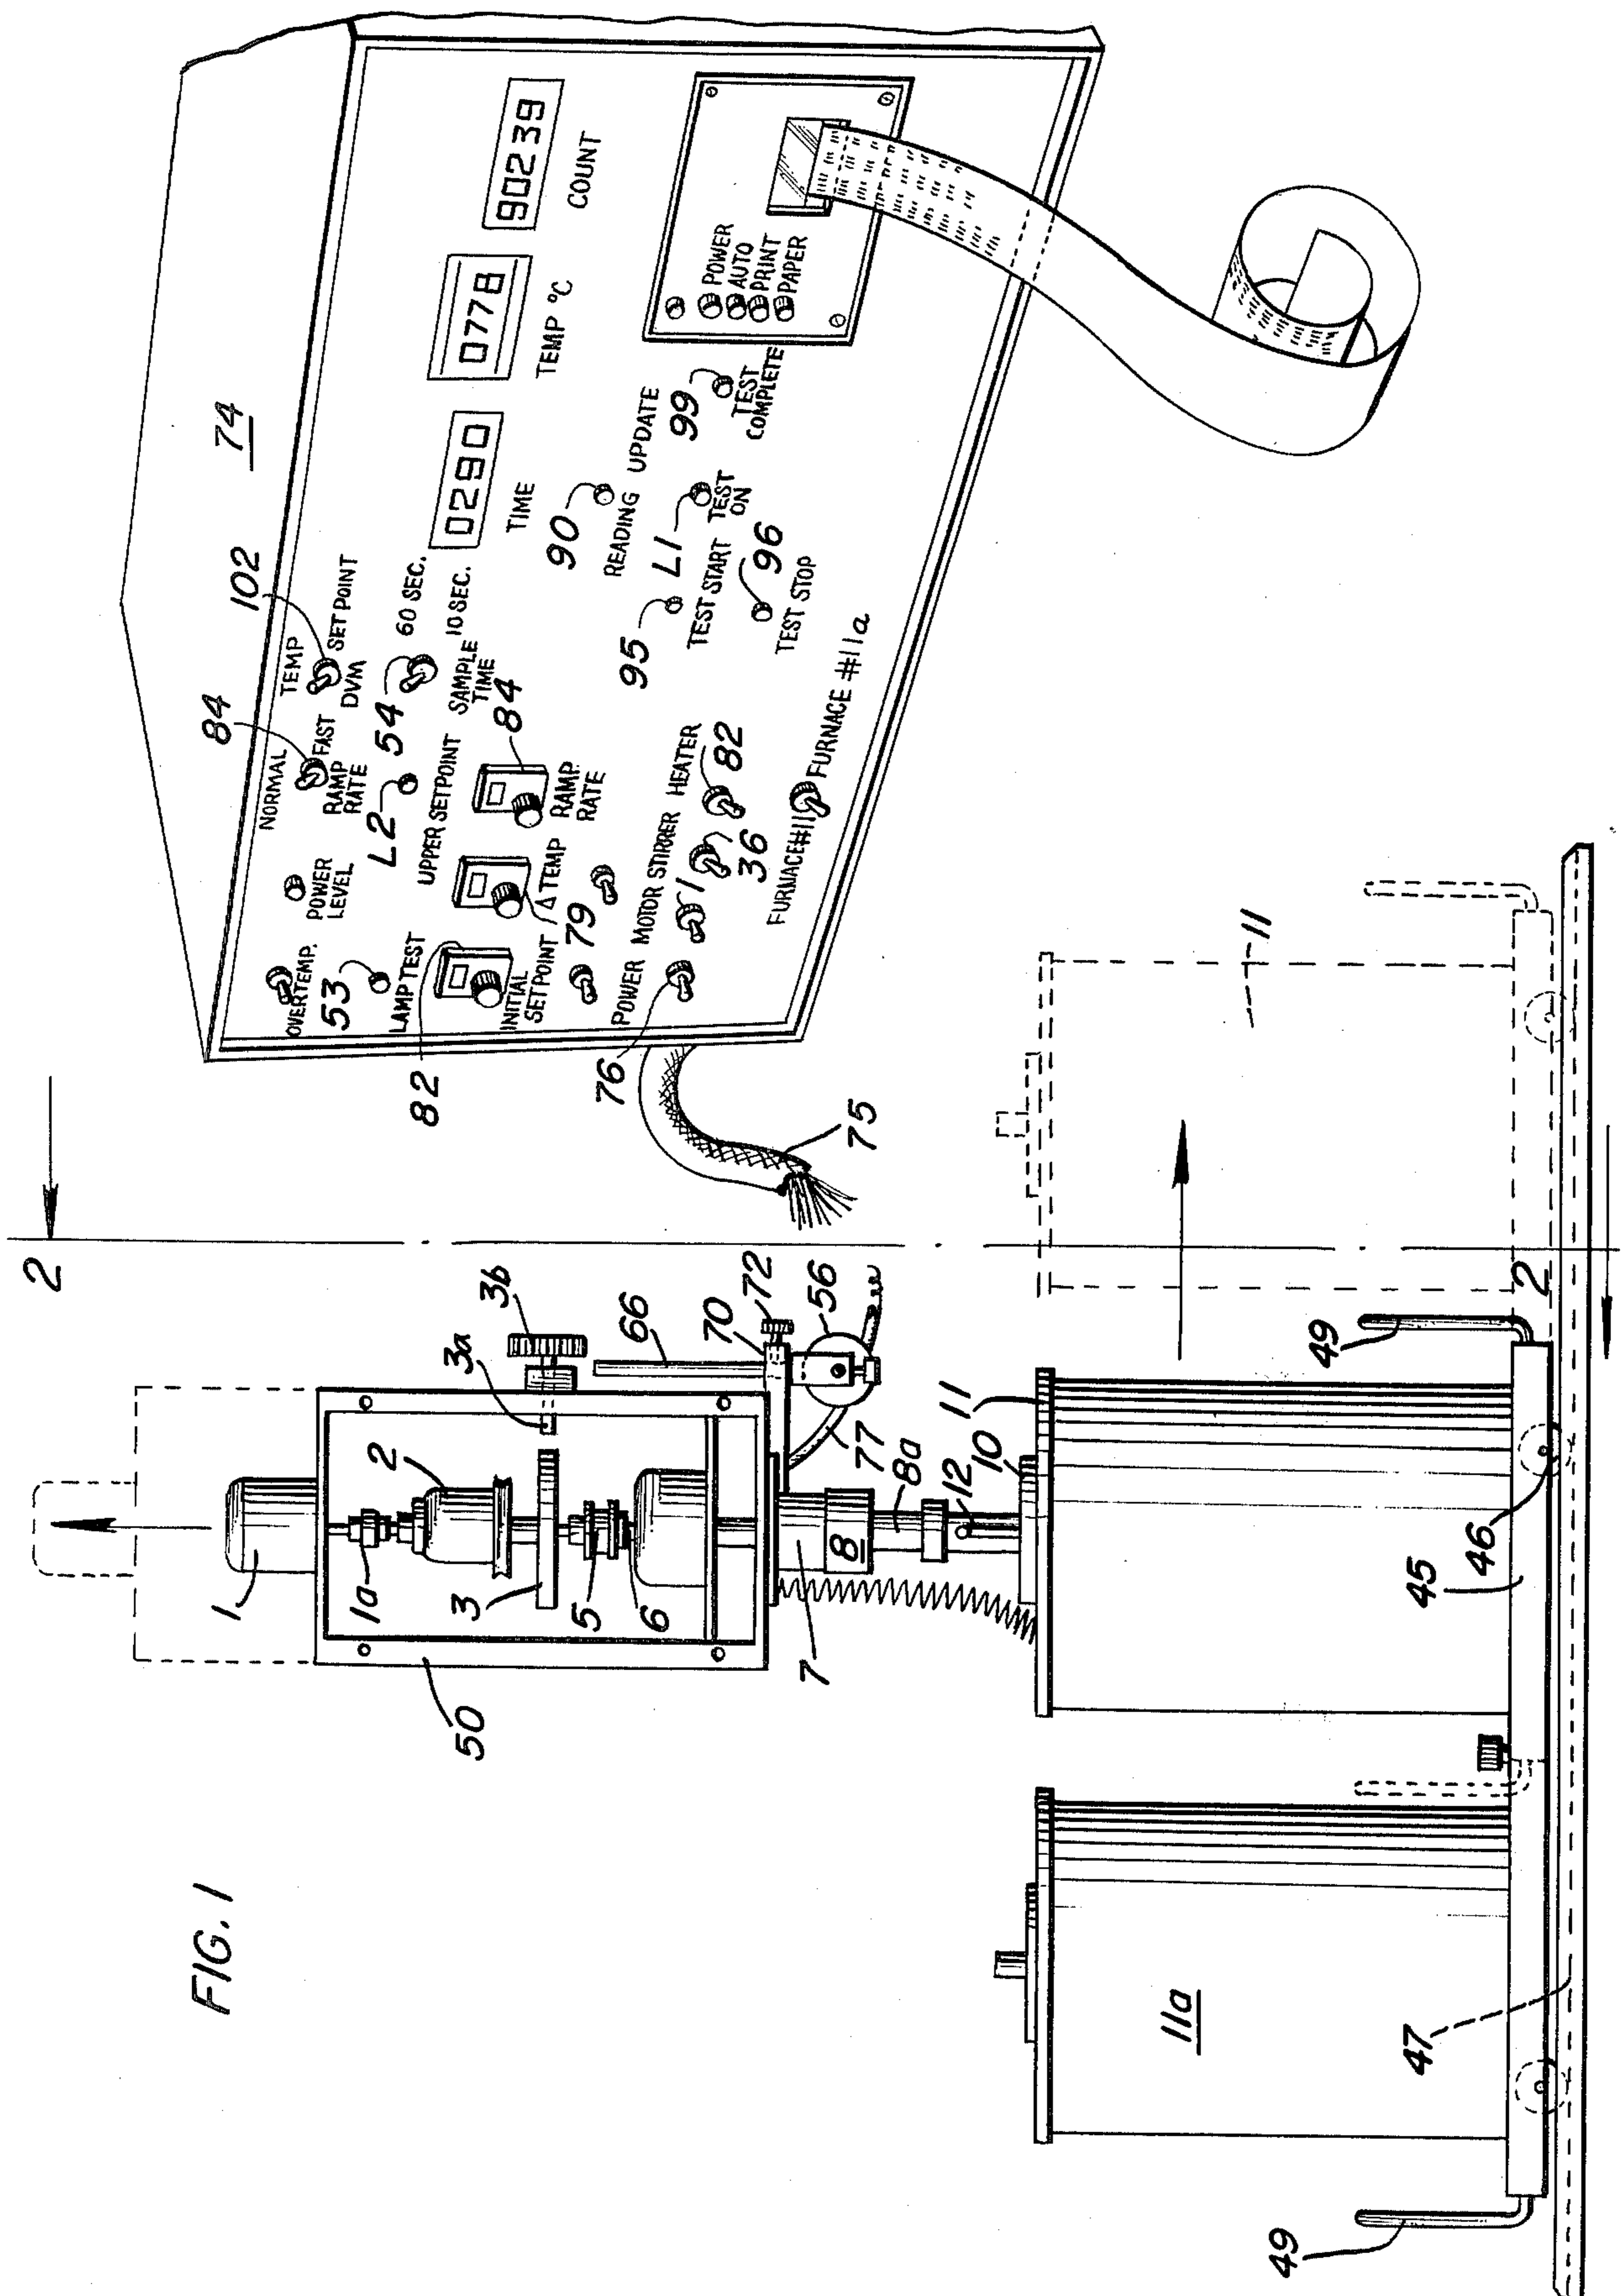 FIG. 1
2
74
102
84
NORMAL
TEMP
SET POINT
FAST
DVM
RAMP
RATE
OVERTEMP.
POWER
LEVEL
L2
54
60 SEC.
10 SEC.
SAMPLE
TIME
53
LAMP TEST
UPPER SETPOINT
84
82
INITIAL
SETPOINT
Δ TEMP
RAMP
RATE
79
0290
TIME
0778
TEMP °C
90239
COUNT
90
READING UPDATE
95
L1
TEST START
TEST
ON
96
TEST STOP
99
TEST
COMPLETE
POWER
AUTO
PRINT
PAPER
POWER MOTOR STIRRER HEATER
76
1
36
82
FURNACE #11
FURNACE #11a
75
1
1a
2
3
3a
3b
5
6
50
66
70
72
56
77
7
8
8a
12
10
11
11
11a
49
49
45
46
47
2